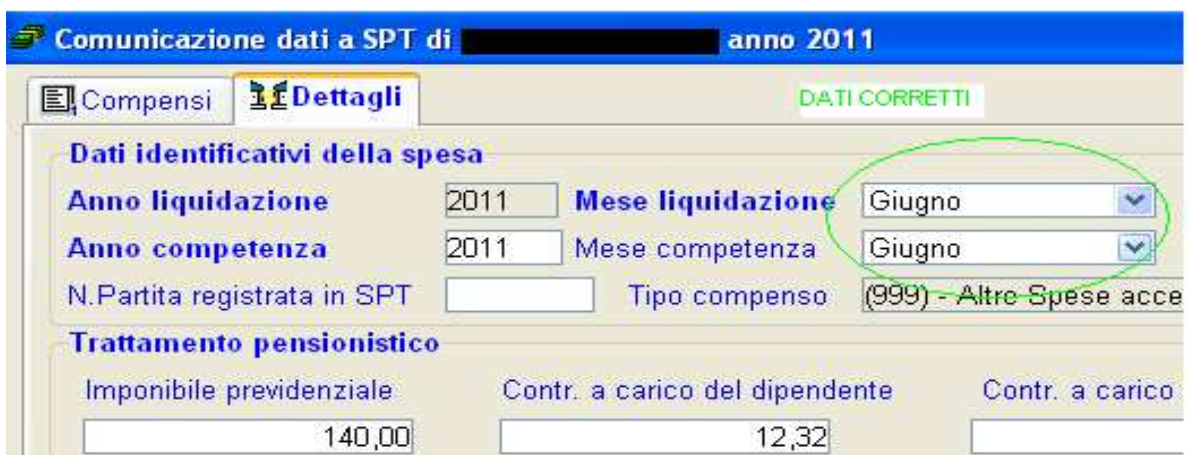 Comunicazione dati a SPT di anno 2011
Compensi Dettagli DATI CORRETTI
Dati identificativi della spesa
Anno liquidazione 2011 Mese liquidazione Giugno
Anno competenza 2011 Mese competenza Giugno
N.Partita registrata in SPT Tipo compenso (999) - Altre Spese acce
Trattamento pensionistico
Imponibile previdenziale Contr. a carico del dipendente Contr. a carico
140,00 12,32